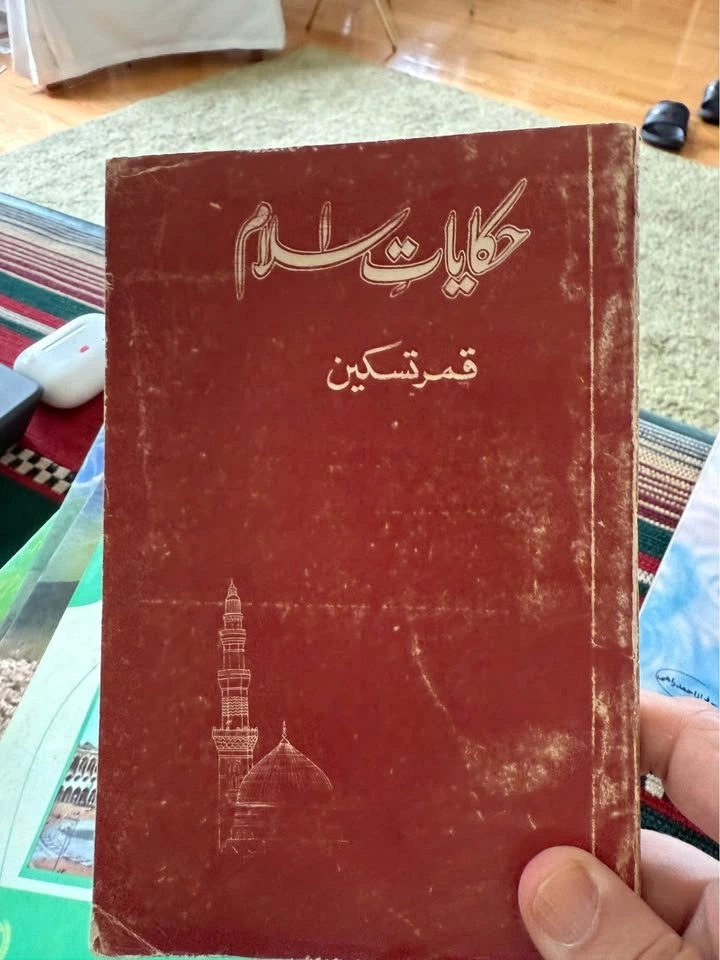 حکایاتِ اسلام
قمر تسکین